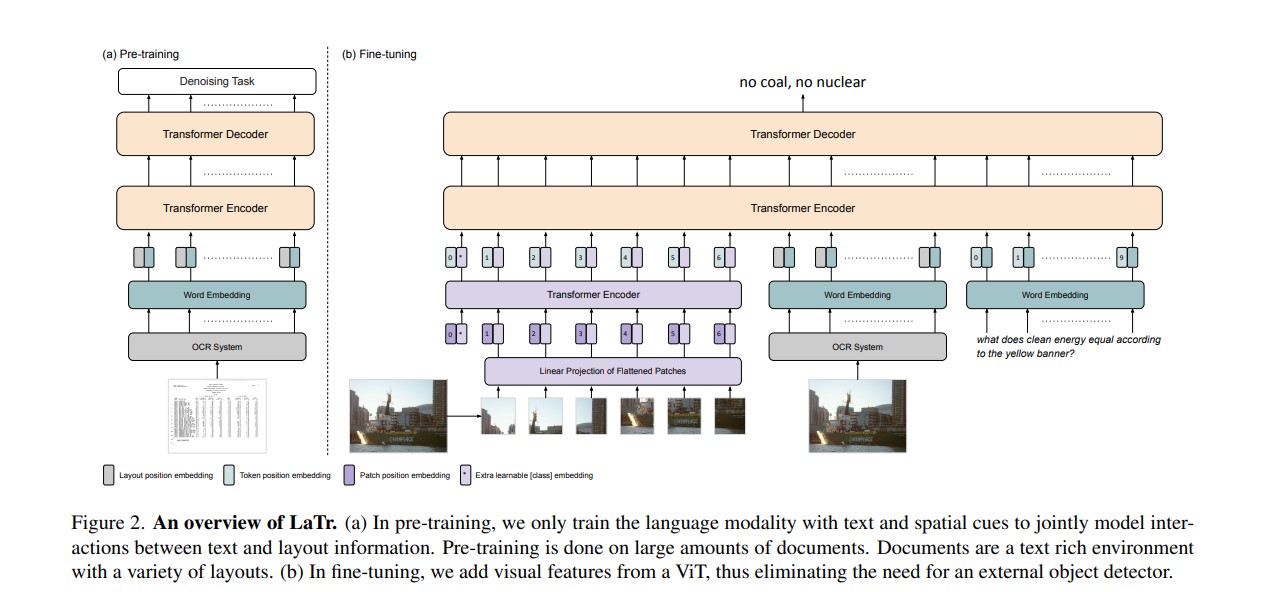 (a) Pre-training
Denoising Task
Transformer Decoder
Transformer Encoder
Word Embedding
OCR System
(b) Fine-tuning
no coal, no nuclear
Transformer Decoder
Transformer Encoder
0 * 1 2 3 4 5 6
0 1 9
Transformer Encoder
Word Embedding
Word Embedding
0 * 1 2 3 4 5 6
OCR System
what does clean energy equal according
to the yellow banner?
Linear Projection of Flattened Patches
GREENPEACE
Layout position embedding
Token position embedding
Patch position embedding
* Extra learnable [class] embedding
Figure 2. An overview of LaTr. (a) In pre-training, we only train the language modality with text and spatial cues to jointly model inter-
actions between text and layout information. Pre-training is done on large amounts of documents. Documents are a text rich environment
with a variety of layouts. (b) In fine-tuning, we add visual features from a ViT, thus eliminating the need for an external object detector.